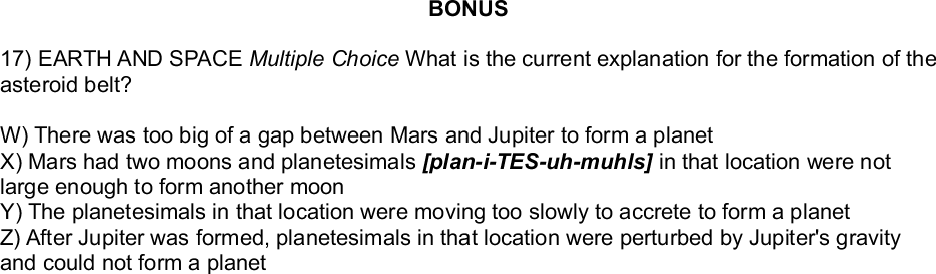 BONUS
17) EARTH AND SPACE Multiple Choice What is the current explanation for the formation of the
asteroid belt?
W) There was too big of a gap between Mars and Jupiter to form a planet
X) Mars had two moons and planetesimals [plan-i-TES-uh-muhls] in that location were not
large enough to form another moon
Y) The planetesimals in that location were moving too slowly to accrete to form a planet
Z) After Jupiter was formed, planetesimals in that location were perturbed by Jupiter's gravity
and could not form a planet